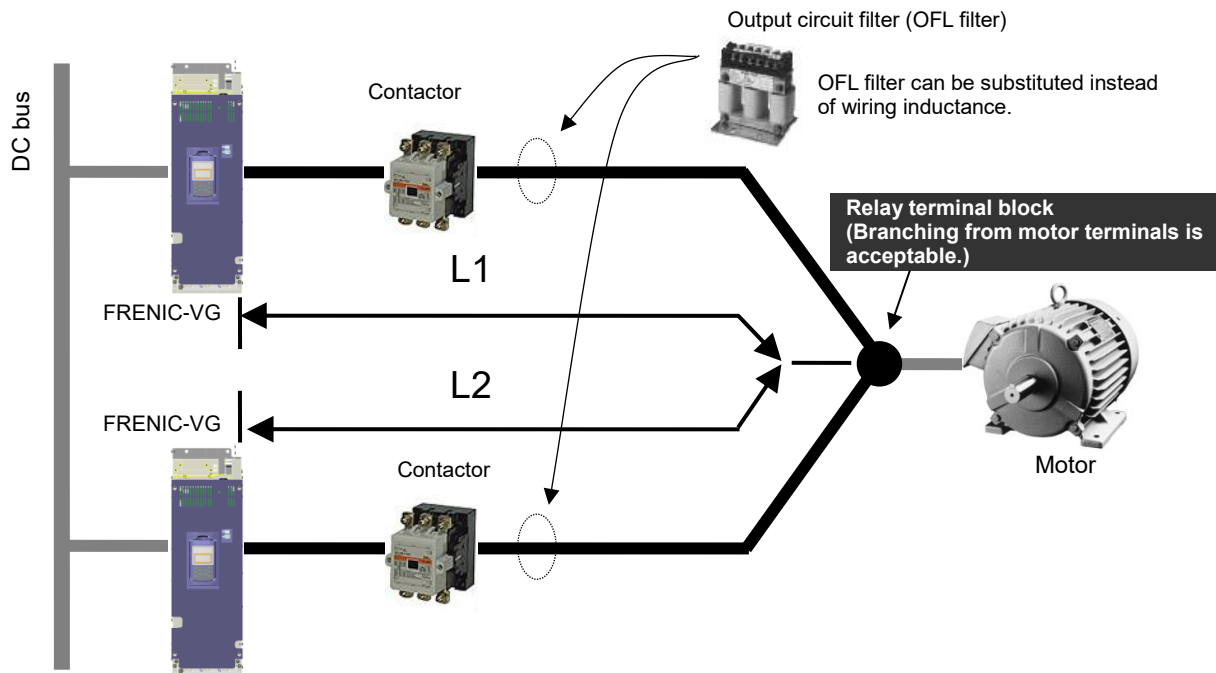 Output circuit filter (OFL filter)
OFL filter can be substituted instead
of wiring inductance.
DC bus
Contactor
Relay terminal block
(Branching from motor terminals is
acceptable.)
L1
FRENIC-VG
L2
FRENIC-VG
Contactor
Motor